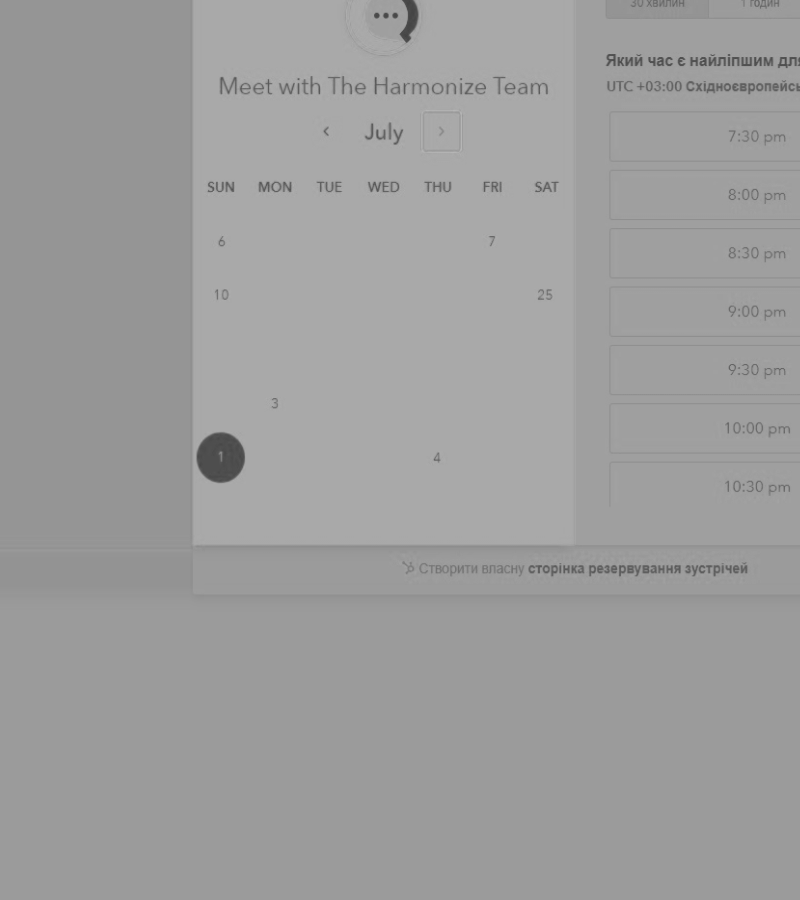 30 хвилин 1 годин
Meet with The Harmonize Team
July
SUN MON TUE WED THU FRI SAT
6 7
10 25
3
1 4
Який час є найліпшим для
UTC +03:00 Східноєвропейсь
7:30 pm
8:00 pm
8:30 pm
9:00 pm
9:30 pm
10:00 pm
10:30 pm
Створити власну сторінка резервування зустрічей